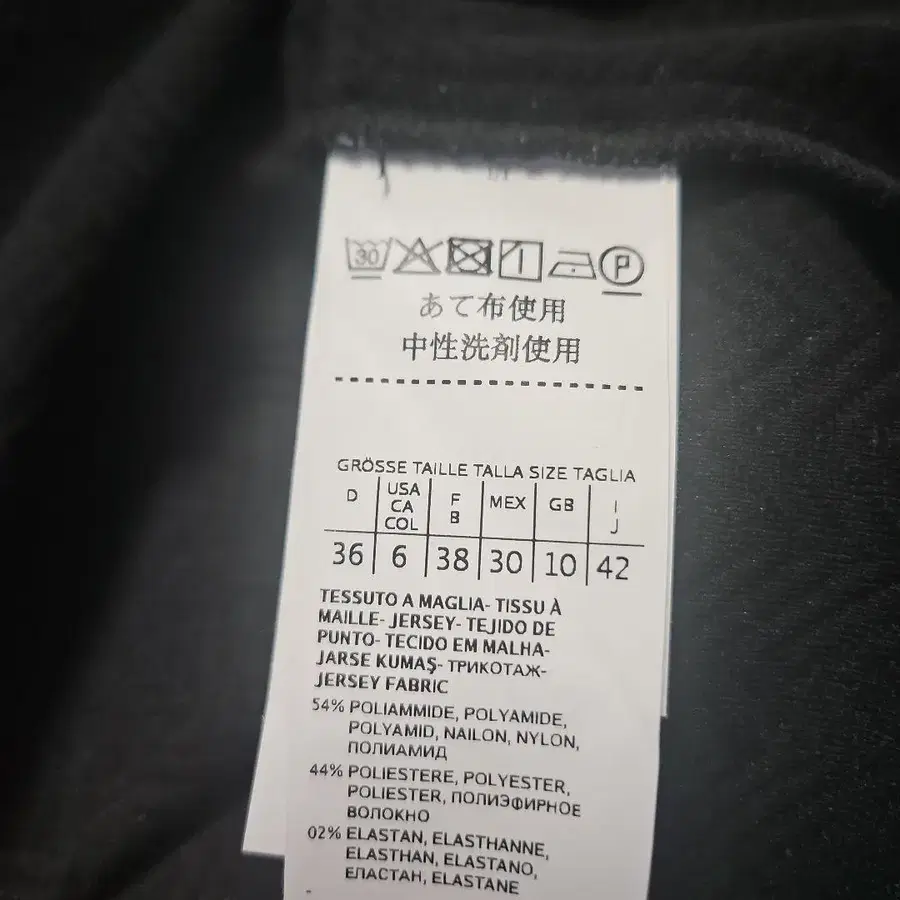 30 P
あて布使用
中性洗剤使用
GRÖSSE TAILLE TALLA SIZE TAGLIA
D USA CA COL F B MEX GB I J
36 6 38 30 10 42
TESSUTO A MAGLIA- TISSU À
MAILLE- JERSEY- TEJIDO DE
PUNTO- TECIDO EM MALHA-
JARSE KUMAŞ- ТРИКОТАЖ-
JERSEY FABRIC
54% POLIAMMIDE, POLYAMIDE,
POLYAMID, NAILON, NYLON,
ПОЛИАМИД
44% POLIESTERE, POLYESTER,
POLIESTER, ПОЛИЭФИРНОЕ
ВОЛОКНО
02% ELASTAN, ELASTHANNE,
ELASTHAN, ELASTANO,
ЕЛАСТАН, ELASTANE